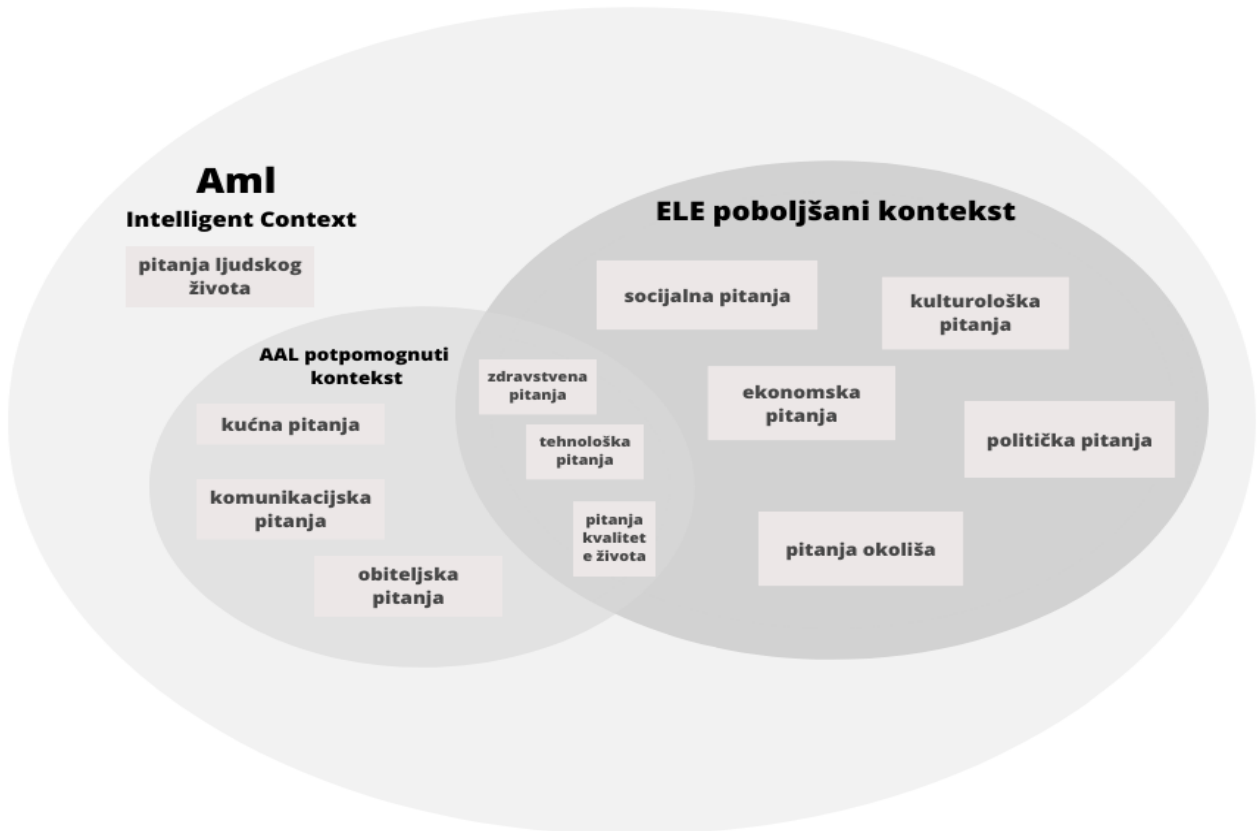 AmI
Intelligent Context
pitanja ljudskog
života
AAL potpomognuti
kontekst
kućna pitanja
komunikacijska
pitanja
obiteljska
pitanja
zdravstvena
pitanja
tehnološka
pitanja
pitanja
kvalitet
e života
ELE poboljšani kontekst
socijalna pitanja
kulturološka
pitanja
ekonomska
pitanja
politička pitanja
pitanja okoliša